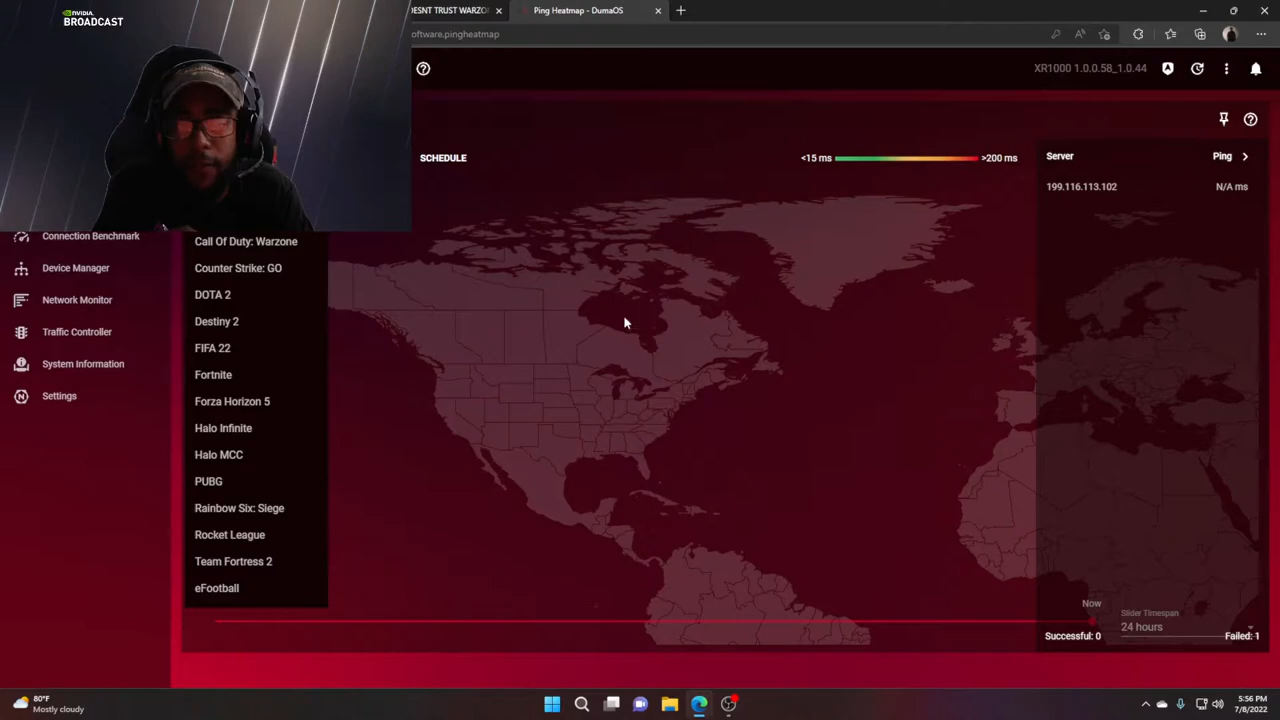 NVIDIA.
BROADCAST
DESNT TRUST WARZO
Ping Heatmap - DumaOS
oftware.pingheatmap
XR1000 1.0.0.58_1.0.44
SCHEDULE
<15 ms
>200 ms
Server
Ping
199.116.113.102
N/A ms
Connection Benchmark
Device Manager
Network Monitor
Traffic Controller
System Information
Settings
Call Of Duty: Warzone
Counter Strike: GO
DOTA 2
Destiny 2
FIFA 22
Fortnite
Forza Horizon 5
Halo Infinite
Halo MCC
PUBG
Rainbow Six: Siege
Rocket League
Team Fortress 2
eFootball
Now
Slider Timespan
24 hours
Successful: 0
Failed: 1
80°F
Mostly cloudy
5:56 PM
7/8/2022